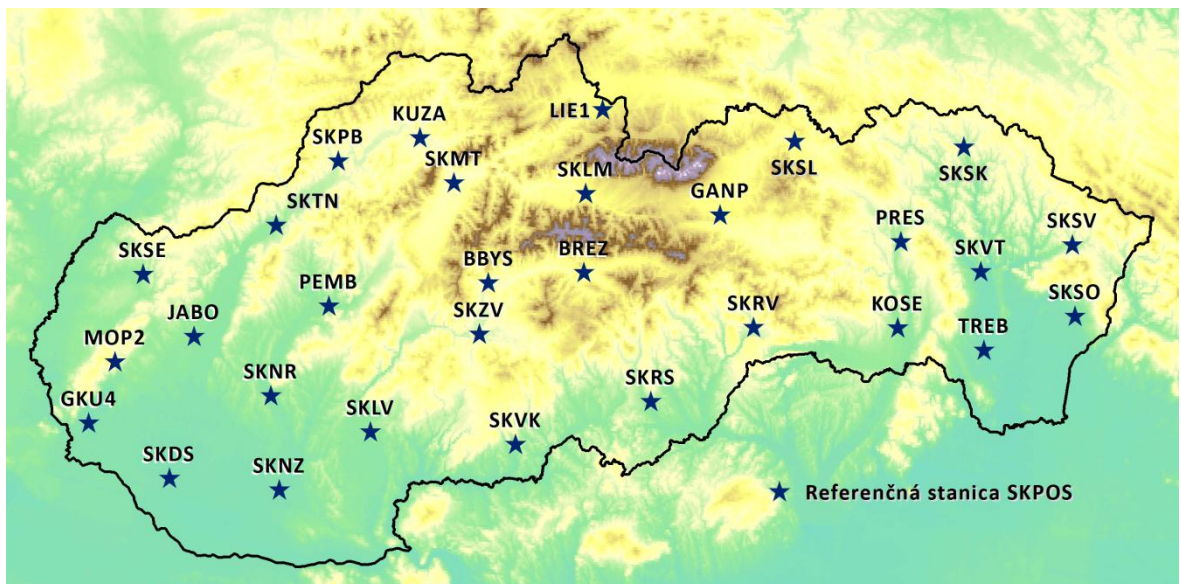 LIE1
KUZA
SKPB
SKMT
SKLM
SKSL
SKSK
GANP
SKTN
PRES
SKSV
SKSE
BREZ
SKVT
BBYS
PEMB
SKSO
JABO
SKZV
SKRV
KOSE
TREB
MOP2
SKNR
SKRS
GKU4
SKLV
SKVK
SKDS
SKNZ
Referenčná stanica SKPOS